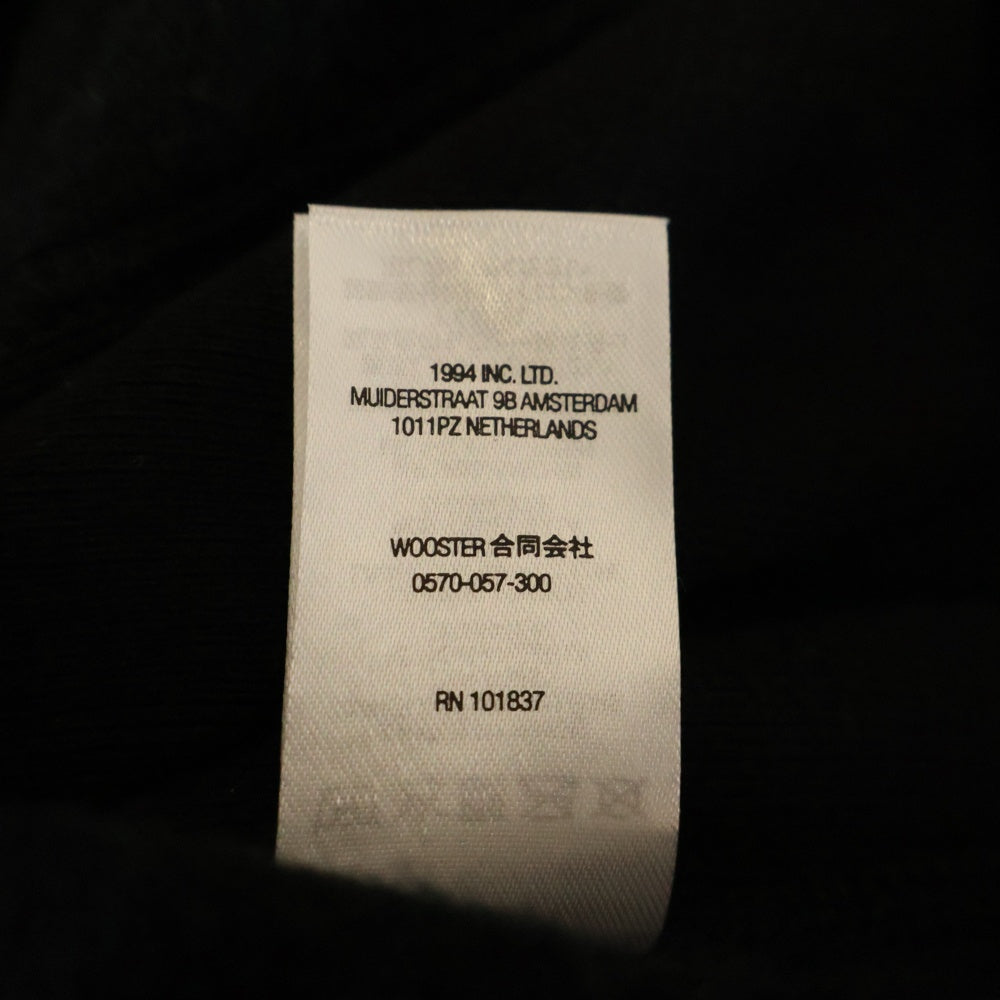 1994 INC. LTD.
MUIDERSTRAAT 9B AMSTERDAM
1011PZ NETHERLANDS
WOOSTER 合同会社
0570-057-300
RN 101837